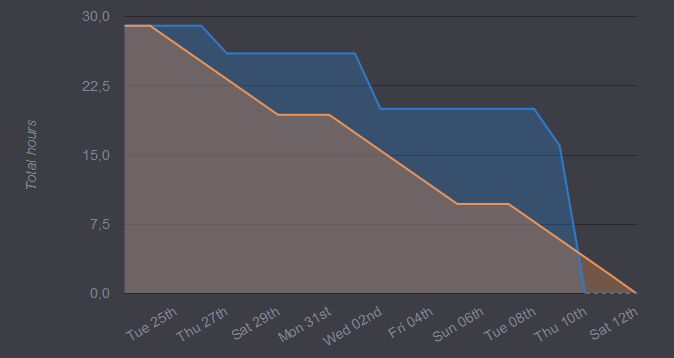 30,0
22,5
15,0
7,5
0,0
Total hours
Tue 25th
Thu 27th
Sat 29th
Mon 31st
Wed 02nd
Fri 04th
Sun 06th
Tue 08th
Thu 10th
Sat 12th